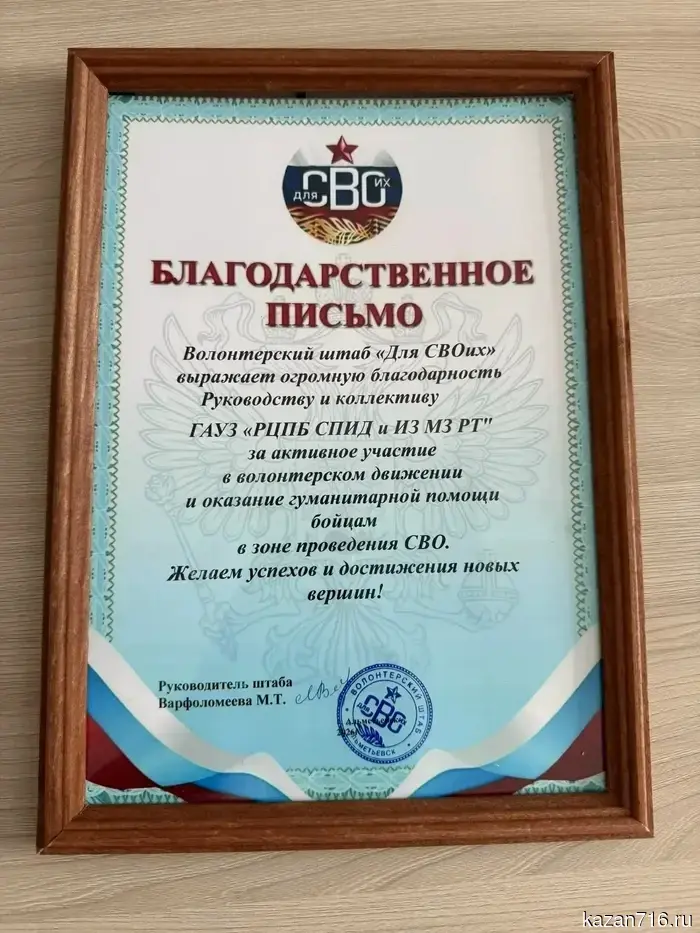 для СВОих
БЛАГОДАРСТВЕННОЕ
ПИСЬМО
Волонтерский штаб «Для СВОих»
выражает огромную благодарность
Руководству и коллективу
ГАУЗ «РЦПБ СПИД и ИЗ МЗ РТ"
за активное участие
в волонтерском движении
и оказание гуманитарной помощи
бойцам
в зоне проведения СВО.
Желаем успехов и достижения новых
вершин!
Руководитель штаба
Варфоломеева М.Т.
ВОЛОНТЕРСКИЙ ШТАБ
для СВО
АЛЬМЕТЬЕВСК
kazan716.ru